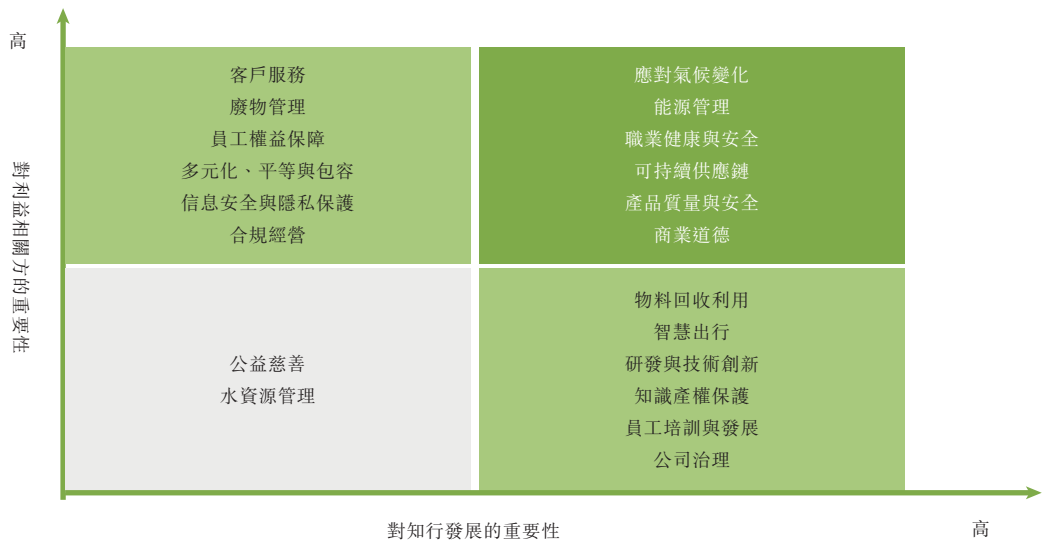 高
對利益相關方的重要性
客戶服務
廢物管理
員工權益保障
多元化、平等與包容
信息安全與隱私保護
合規經營
應對氣候變化
能源管理
職業健康與安全
可持續供應鏈
產品質量與安全
商業道德
公益慈善
水資源管理
物料回收利用
智慧出行
研發與技術創新
知識產權保護
員工培訓與發展
公司治理
對知行發展的重要性
高